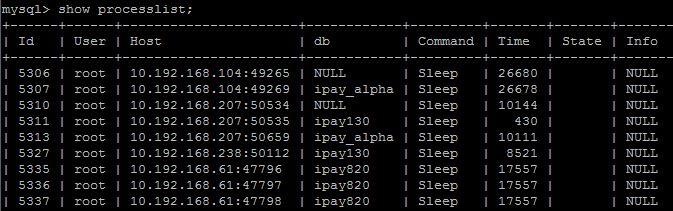 mysql> show processlist;
+------+------+----------------------+------------+---------+-------+-------+------
| Id | User | Host | db | Command | Time | State | Info
+------+------+----------------------+------------+---------+-------+-------+------
| 5306 | root | 10.192.168.104:49265 | NULL | Sleep | 26680 | | NULL
| 5307 | root | 10.192.168.104:49269 | ipay_alpha | Sleep | 26678 | | NULL
| 5310 | root | 10.192.168.207:50534 | NULL | Sleep | 10144 | | NULL
| 5311 | root | 10.192.168.207:50535 | ipay130 | Sleep | 430 | | NULL
| 5313 | root | 10.192.168.207:50659 | ipay_alpha | Sleep | 10111 | | NULL
| 5327 | root | 10.192.168.238:50112 | ipay130 | Sleep | 8521 | | NULL
| 5335 | root | 10.192.168.61:47796 | ipay820 | Sleep | 17557 | | NULL
| 5336 | root | 10.192.168.61:47797 | ipay820 | Sleep | 17557 | | NULL
| 5337 | root | 10.192.168.61:47798 | ipay820 | Sleep | 17557 | | NULL